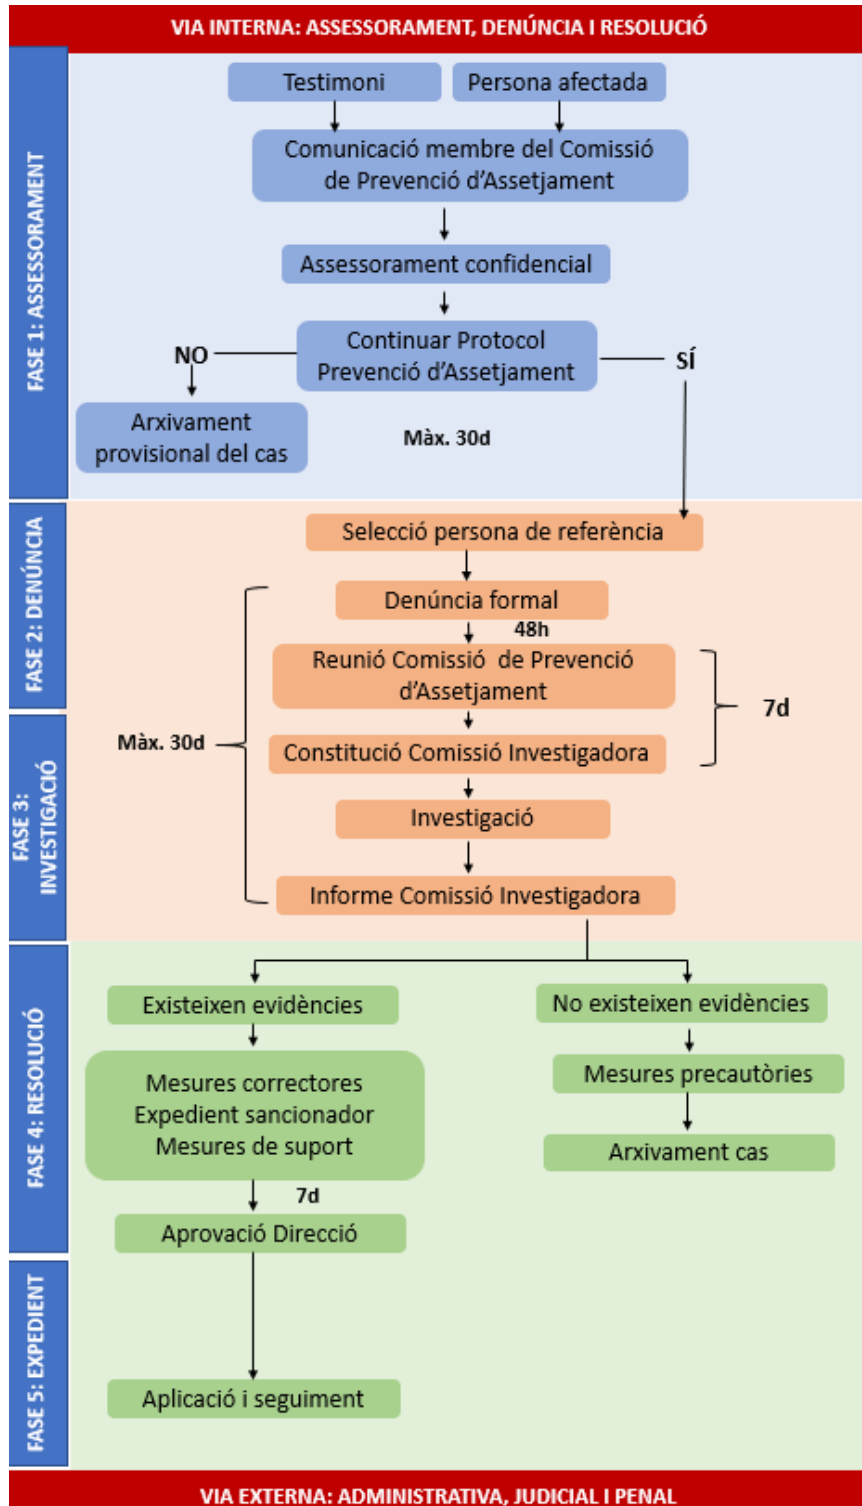 VIA INTERNA: ASSESSORAMENT, DENÚNCIA I RESOLUCIÓ
FASE 1: ASSESSORAMENT
Testimoni
Persona afectada
Comunicació membre del Comissió
de Prevenció d'Assetjament
Assessorament confidencial
Continuar Protocol
Prevenció d'Assetjament
NO
SÍ
Arxivament
provisional del cas
Màx. 30d
FASE 2: DENÚNCIA
Selecció persona de referència
Denúncia formal
48h
Reunió Comissió de Prevenció
d'Assetjament
7d
Màx. 30d
FASE 3:
INVESTIGACIÓ
Constitució Comissió Investigadora
Investigació
Informe Comissió Investigadora
FASE 4: RESOLUCIÓ
Existeixen evidències
No existeixen evidències
Mesures correctores
Expedient sancionador
Mesures de suport
Mesures precautòries
Arxivament cas
7d
Aprovació Direcció
FASE 5: EXPEDIENT
Aplicació i seguiment
VIA EXTERNA: ADMINISTRATIVA, JUDICIAL I PENAL